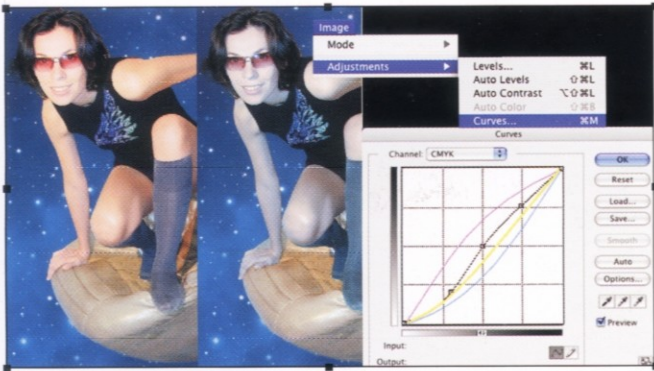 Image
Mode
Adjustments
Levels... ⌘L
Auto Levels ⇧⌘L
Auto Contrast ⌥⇧⌘L
Auto Color ⇧⌘B
Curves... ⌘M
Curves
Channel: CMYK
OK
Reset
Load...
Save...
Smooth
Auto
Options...
Preview
Input:
Output: